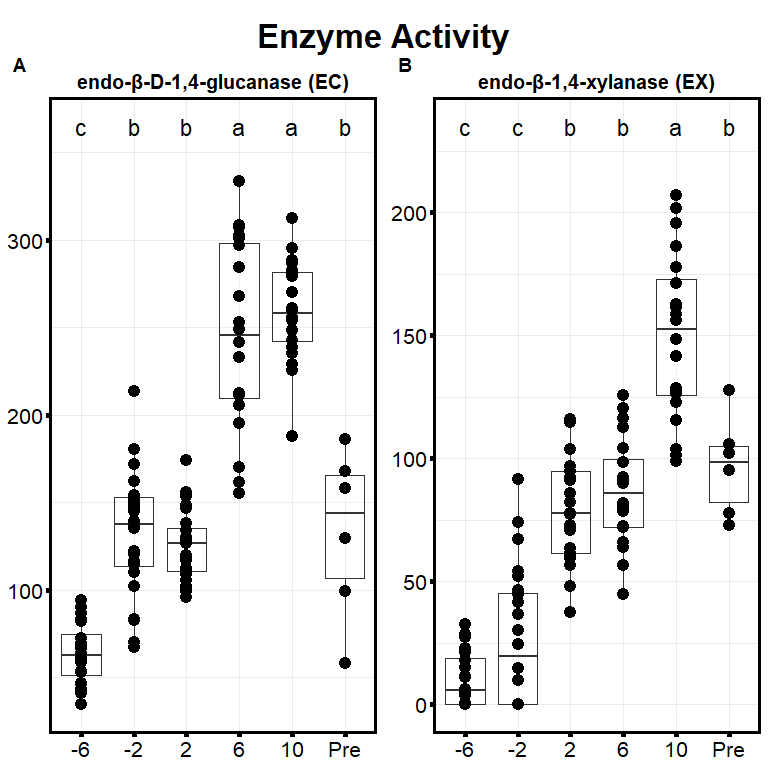 Enzyme Activity
A
endo-β-D-1,4-glucanase (EC)
c b b a a b
300
200
100
-6 -2 2 6 10 Pre
B
endo-β-1,4-xylanase (EX)
c c b b a b
200
150
100
50
0
-6 -2 2 6 10 Pre